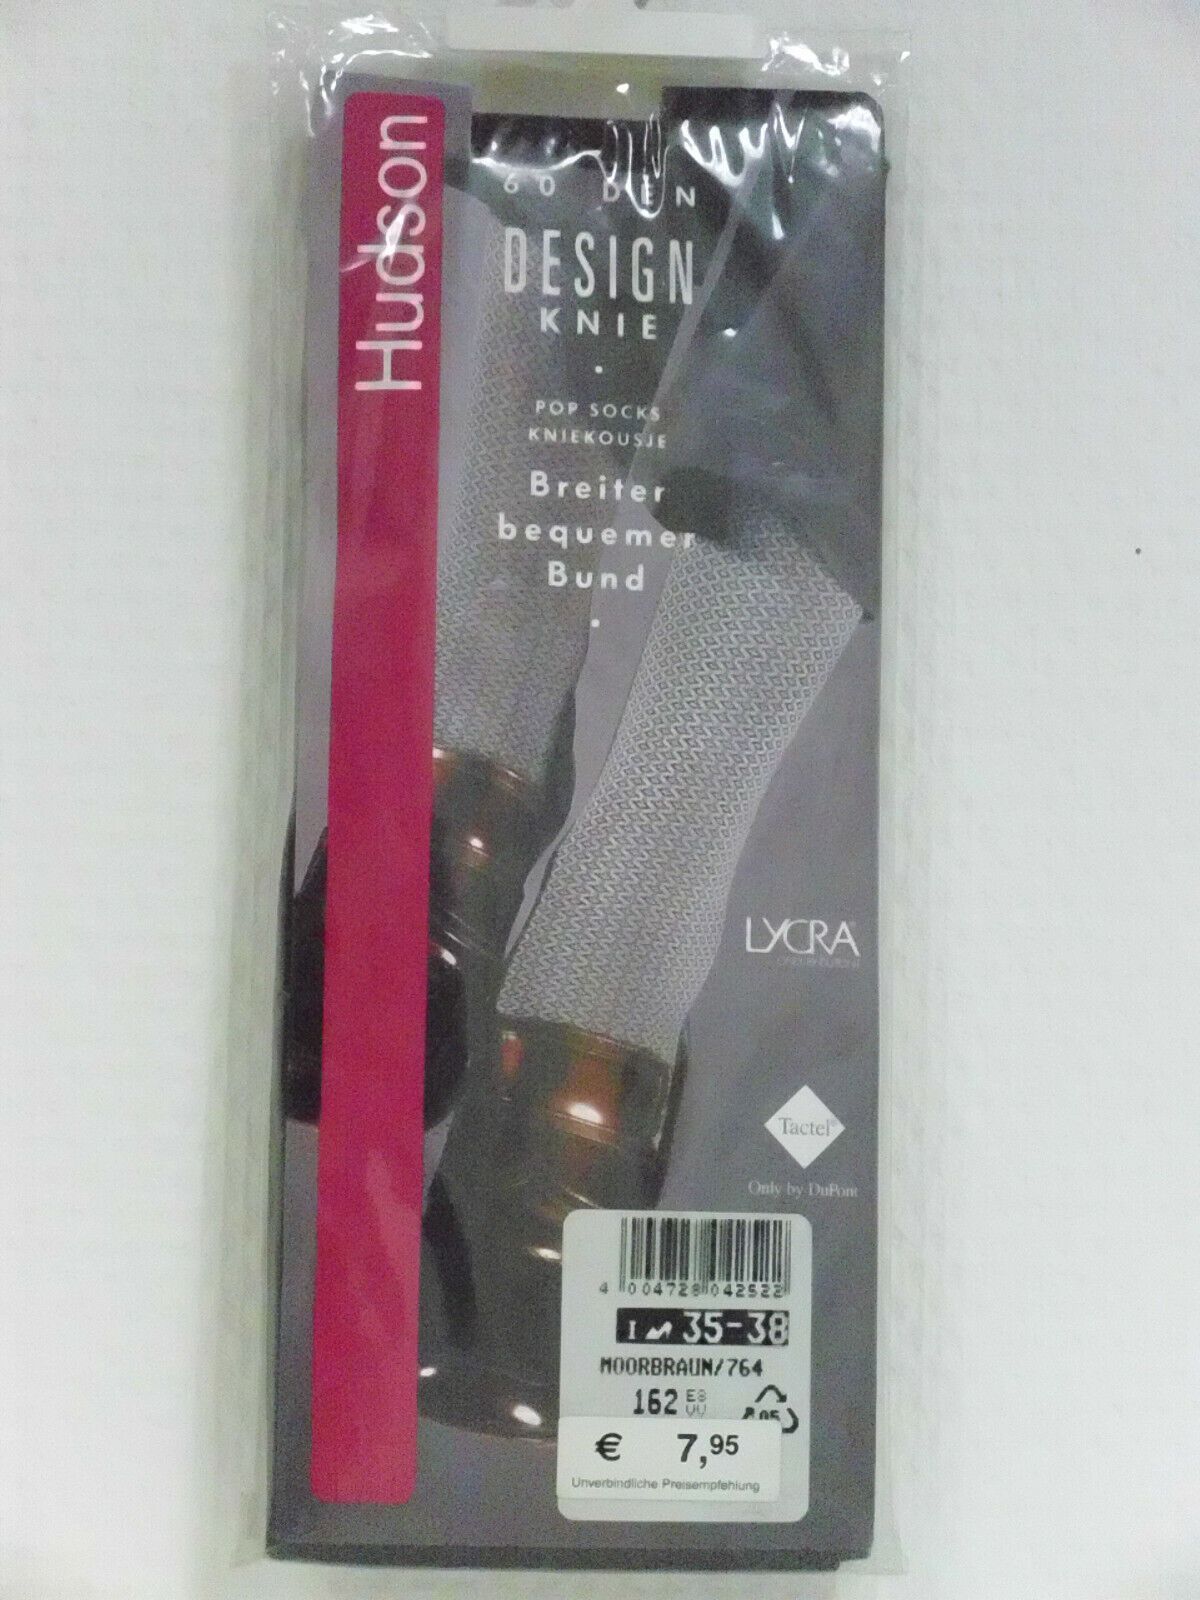 Hudson
60 DEN
DESIGN
KNIE
POP SOCKS
KNIEKOUSJE
Breiter
bequemer
Bund
LYCRA
Tactel®
Only by DuPont
4 004728 042522
I 35-38
MOORBRAUN/764
162
05
€ 7,95
Unverbindliche Preisempfehlung